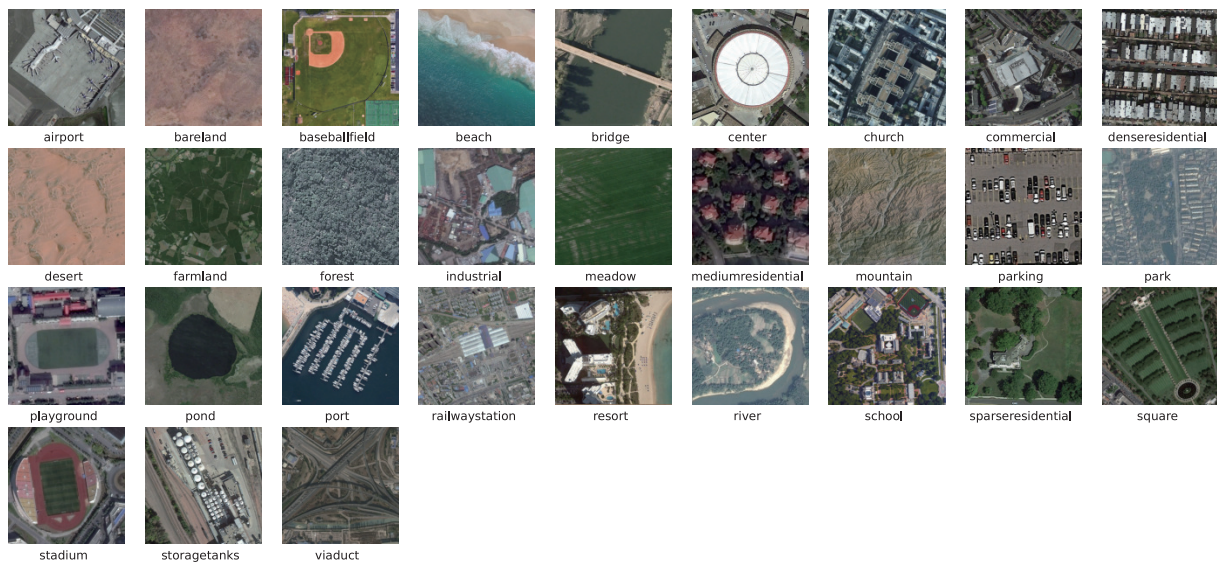 airport
bareland
baseballfield
beach
bridge
center
church
commercial
denseresidential
desert
farmland
forest
industrial
meadow
mediumresidential
mountain
parking
park
playground
pond
port
railwaystation
resort
river
school
sparseresidential
square
stadium
storagetanks
viaduct